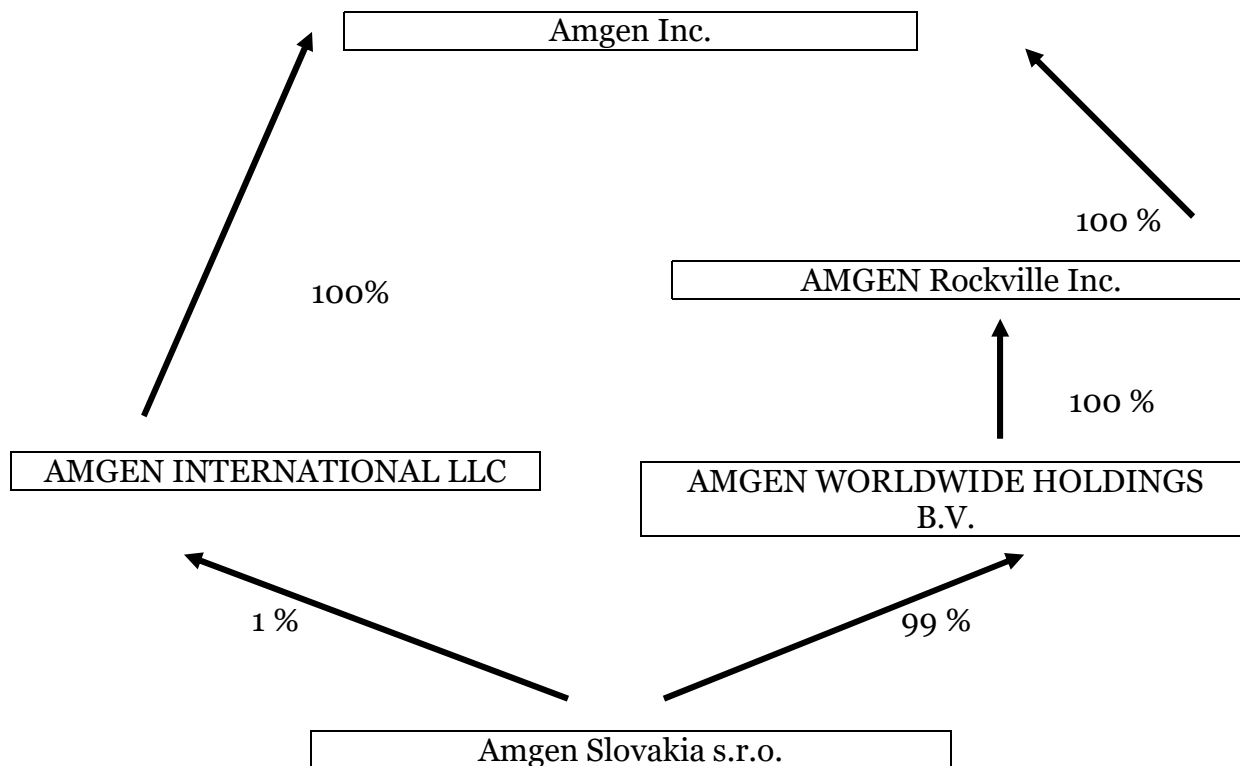 Amgen Inc.
100 %
AMGEN Rockville Inc.
100%
100 %
AMGEN INTERNATIONAL LLC
AMGEN WORLDWIDE HOLDINGS
B.V.
1 %
99 %
Amgen Slovakia s.r.o.